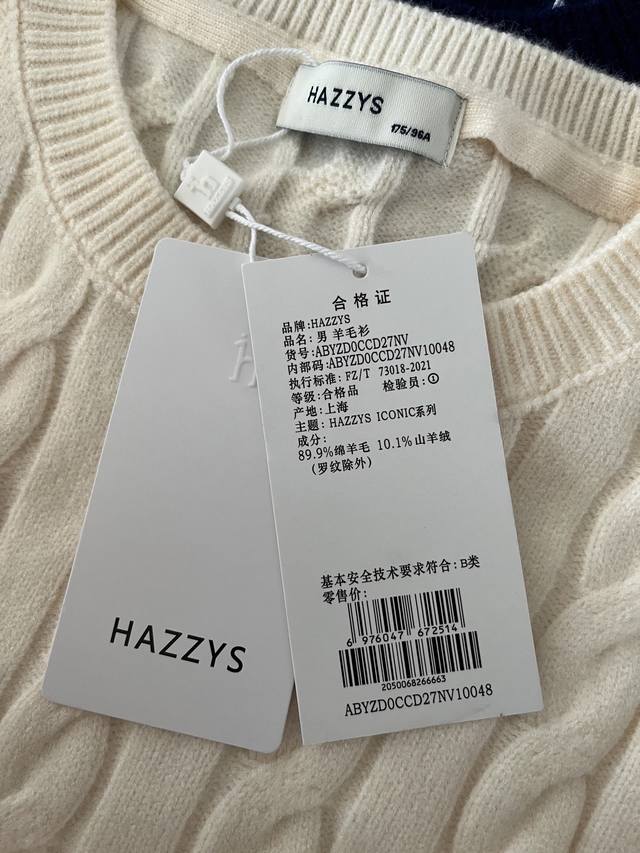 HAZZYS
175/96A
合格证
品牌:HAZZYS
品名: 男 羊毛衫
货号:ABYZD0CCD27NV
内部码:ABYZD0CCD27NV10048
执行标准: FZ/T 73018-2021
等级:合格品 检验员:①
产地:上海
主题: HAZZYS ICONIC系列
成分:
89.9%绵羊毛 10.1%山羊绒
(罗纹除外)
基本安全技术要求符合:B类
零售价:
6 976047 672514
2050068266663
ABYZD0CCD27NV10048
HAZZYS